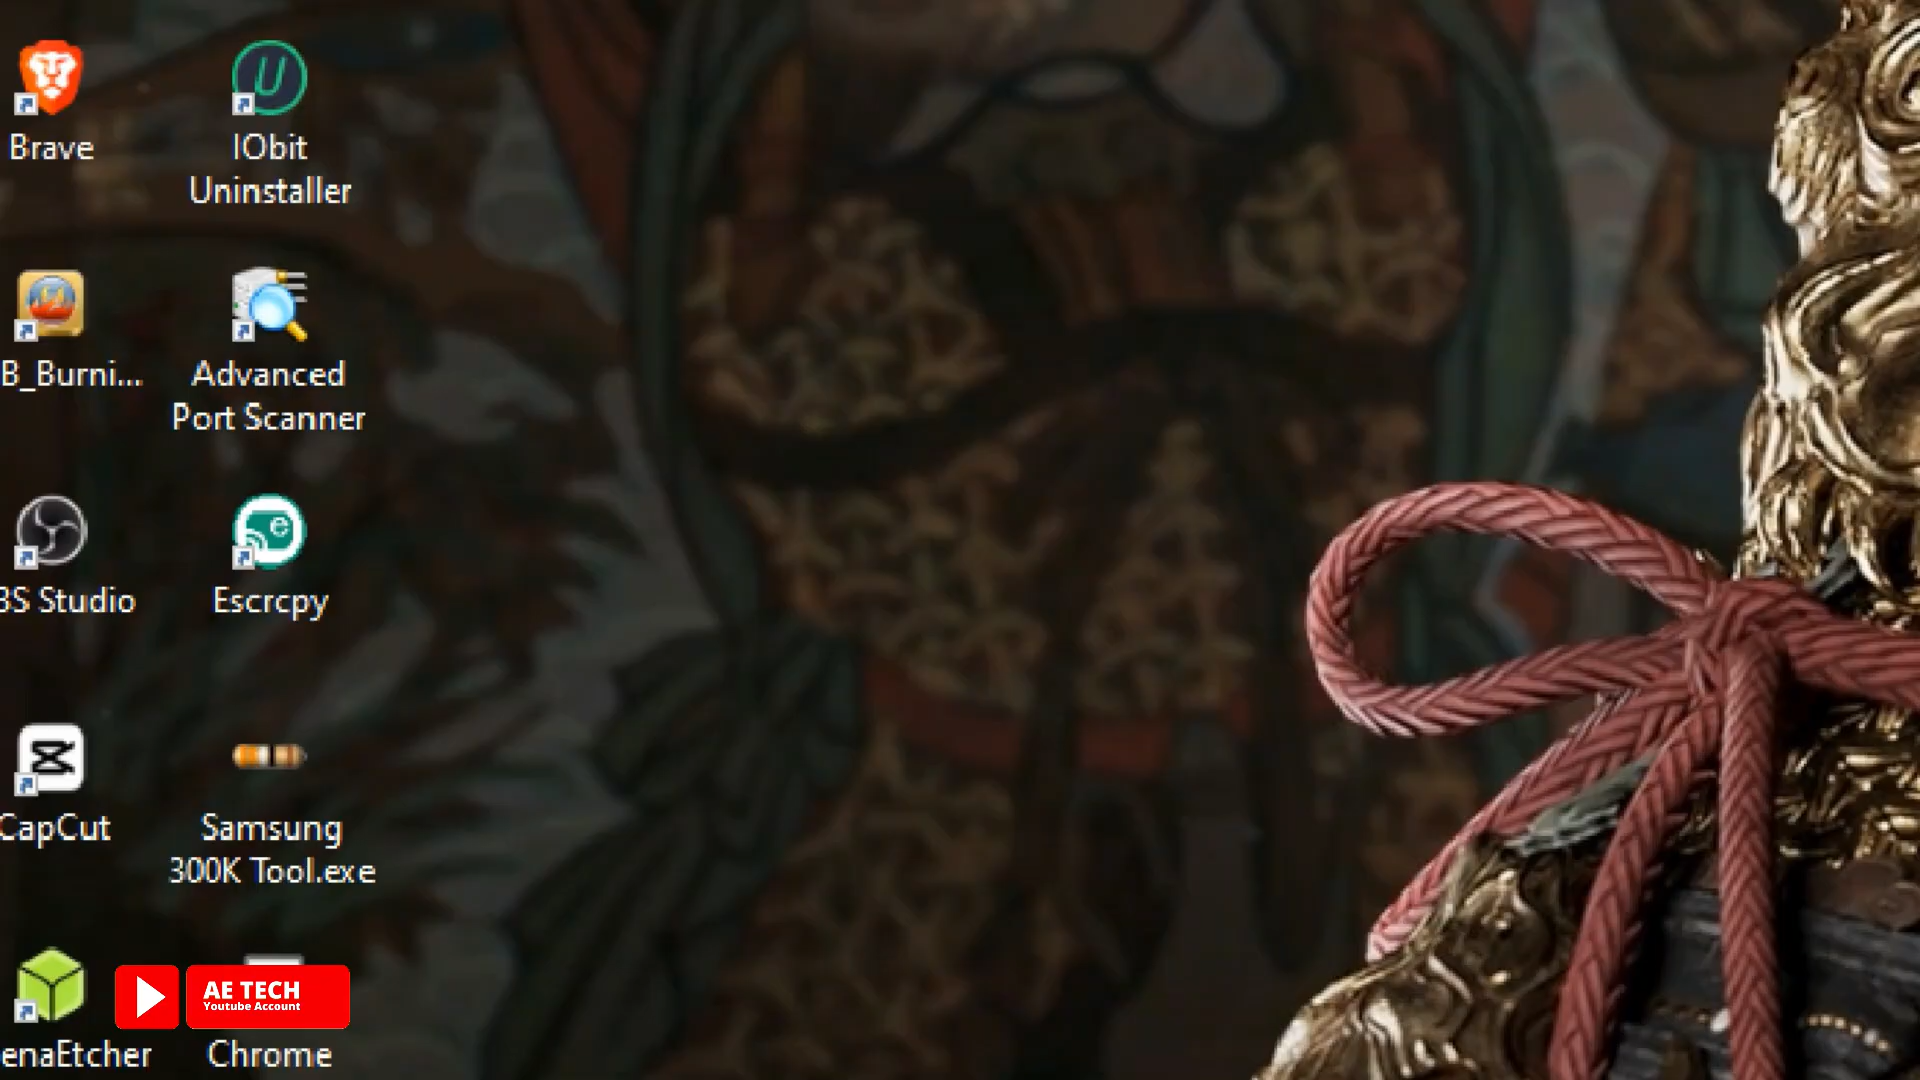 Brave
IObit
Uninstaller
B_Burni...
Advanced
Port Scanner
BS Studio
Escrcpy
CapCut
Samsung
300K Tool.exe
AE TECH
Youtube Account
enaEtcher
Chrome